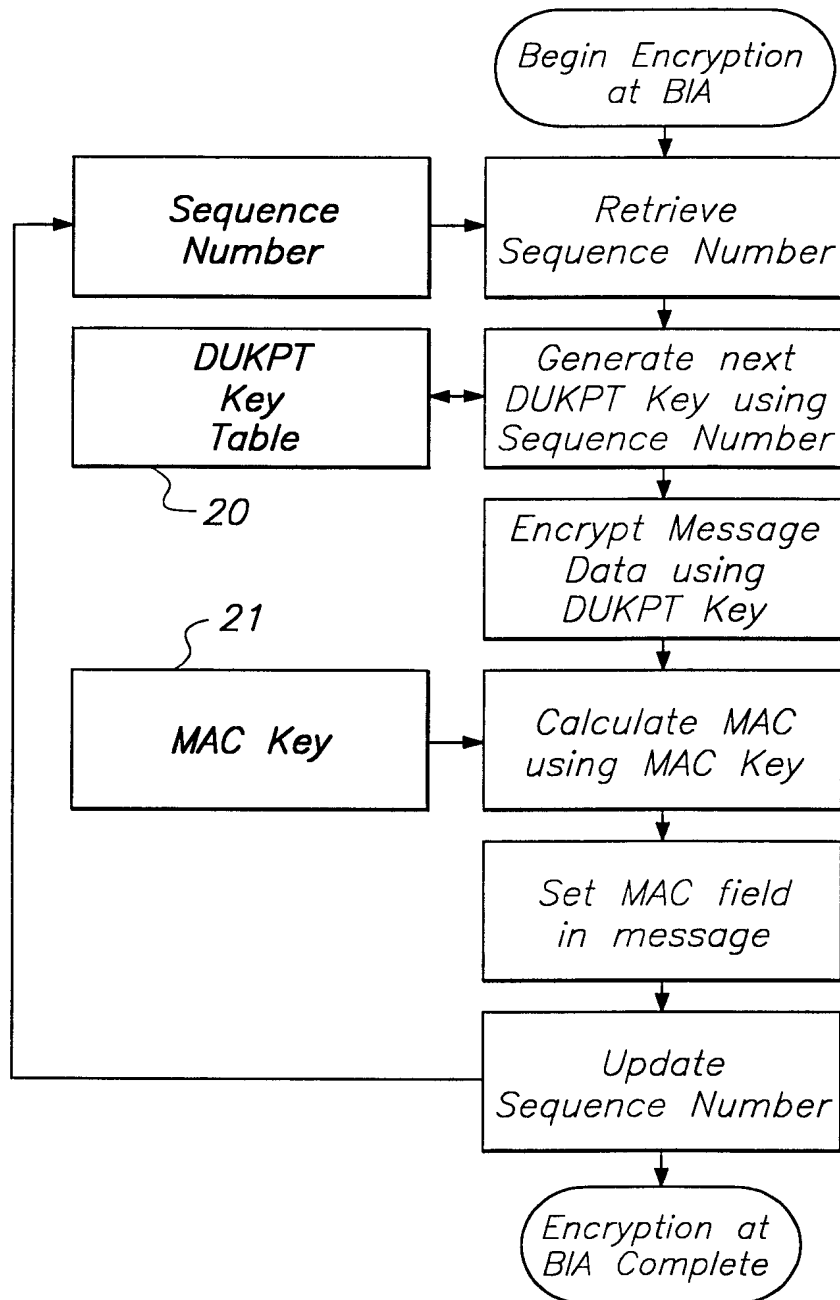 Begin Encryption
at BIA
Sequence
Number
Retrieve
Sequence Number
DUKPT
Key
Table
20
Generate next
DUKPT Key using
Sequence Number
Encrypt Message
Data using
DUKPT Key
21
MAC Key
Calculate MAC
using MAC Key
Set MAC field
in message
Update
Sequence Number
Encryption at
BIA Complete